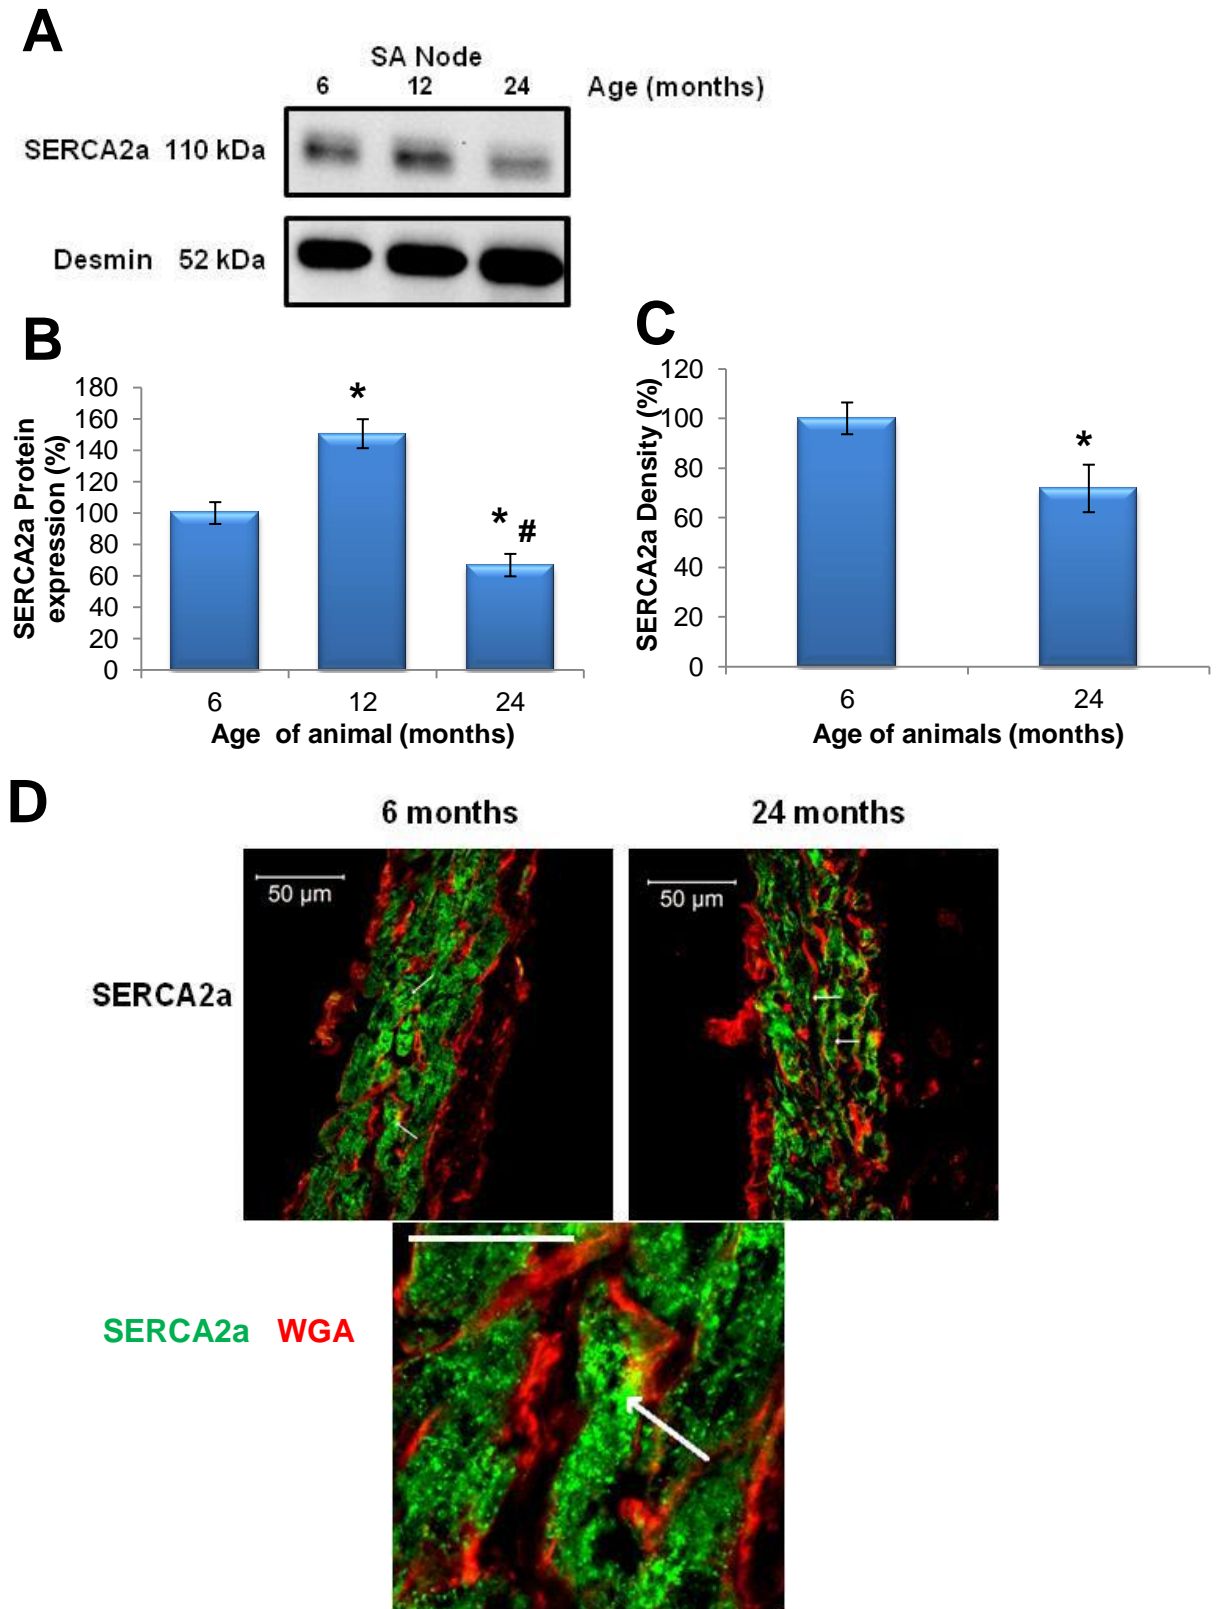 A
SA Node
6 12 24 Age (months)
SERCA2a 110 kDa
Desmin 52 kDa
B
SERCA2a Protein
expression (%)
180
160
140
120
100
80
60
40
20
0
*
* #
6 12 24
Age of animal (months)
C
SERCA2a Density (%)
120
100
80
60
40
20
0
*
6 24
Age of animals (months)
D
6 months 24 months
50 µm 50 µm
SERCA2a
SERCA2a WGA